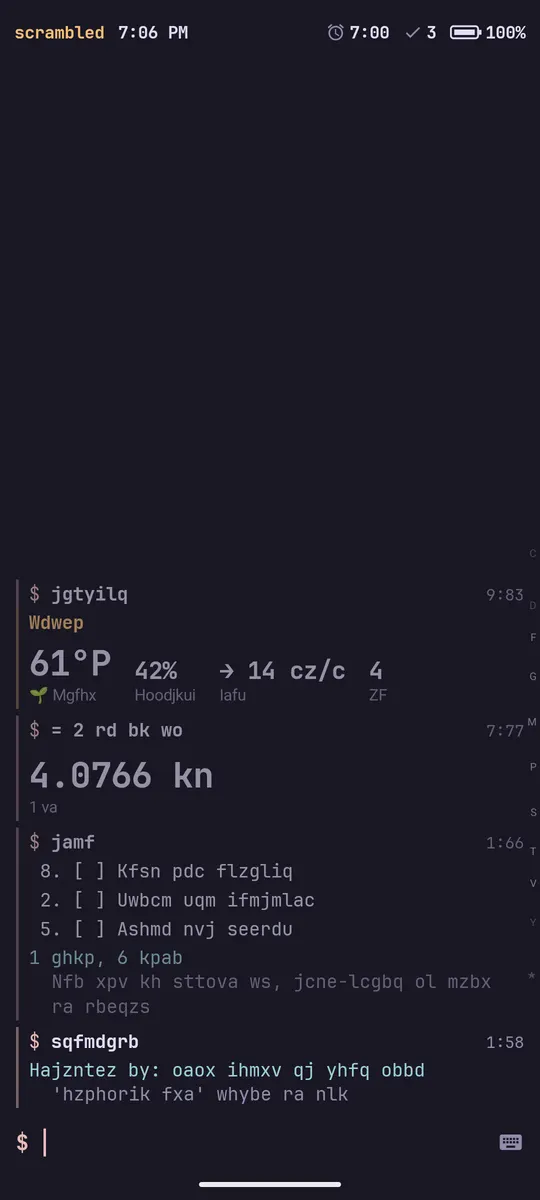 scrambled 7:06 PM 7:00 3 100%
C
$ jgtyilq 9:83
D
Wdwep
F
61°P 42% → 14 cz/c 4
G
🌱 Mgfhx Hoodjkui Iafu ZF
$ = 2 rd bk wo 7:77
M
4.0766 kn
P
1 va
S
$ jamf 1:66
T
8. [ ] Kfsn pdc flzgliq
V
2. [ ] Uwbcm uqm ifmjmlac
Y
5. [ ] Ashmd nvj seerdu
1 ghkp, 6 kpab
Nfb xpv kh sttova ws, jcne-lcgbq ol mzbx
*
ra rbeqzs
$ sqfmdgrb 1:58
Hajzntez by: oaox ihmxv qj yhfq obbd
'hzphorik fxa' whybe ra nlk
$